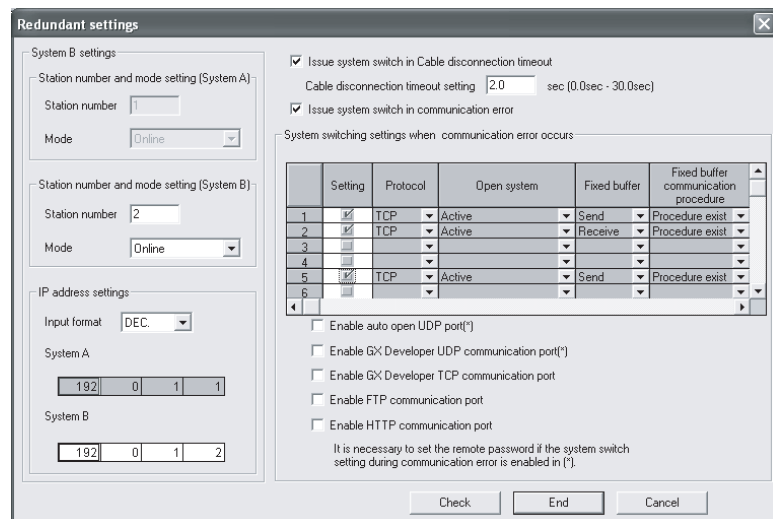 Redundant settings
System B settings
Station number and mode setting (System A)
Station number 1
Mode Online
Station number and mode setting (System B)
Station number 2
Mode Online
IP address settings
Input format DEC.
System A
192 0 1 1
System B
192 0 1 2
Issue system switch in Cable disconnection timeout
Cable disconnection timeout setting 2.0 sec (0.0sec - 30.0sec)
Issue system switch in communication error
System switching settings when communication error occurs
Setting Protocol Open system Fixed buffer Fixed buffer communication procedure
1 TCP Active Send Procedure exist
2 TCP Active Receive Procedure exist
3
4
5 TCP Active Send Procedure exist
6
Enable auto open UDP port(*)
Enable GX Developer UDP communication port(*)
Enable GX Developer TCP communication port
Enable FTP communication port
Enable HTTP communication port
It is necessary to set the remote password if the system switch
setting during communication error is enabled in (*).
Check End Cancel